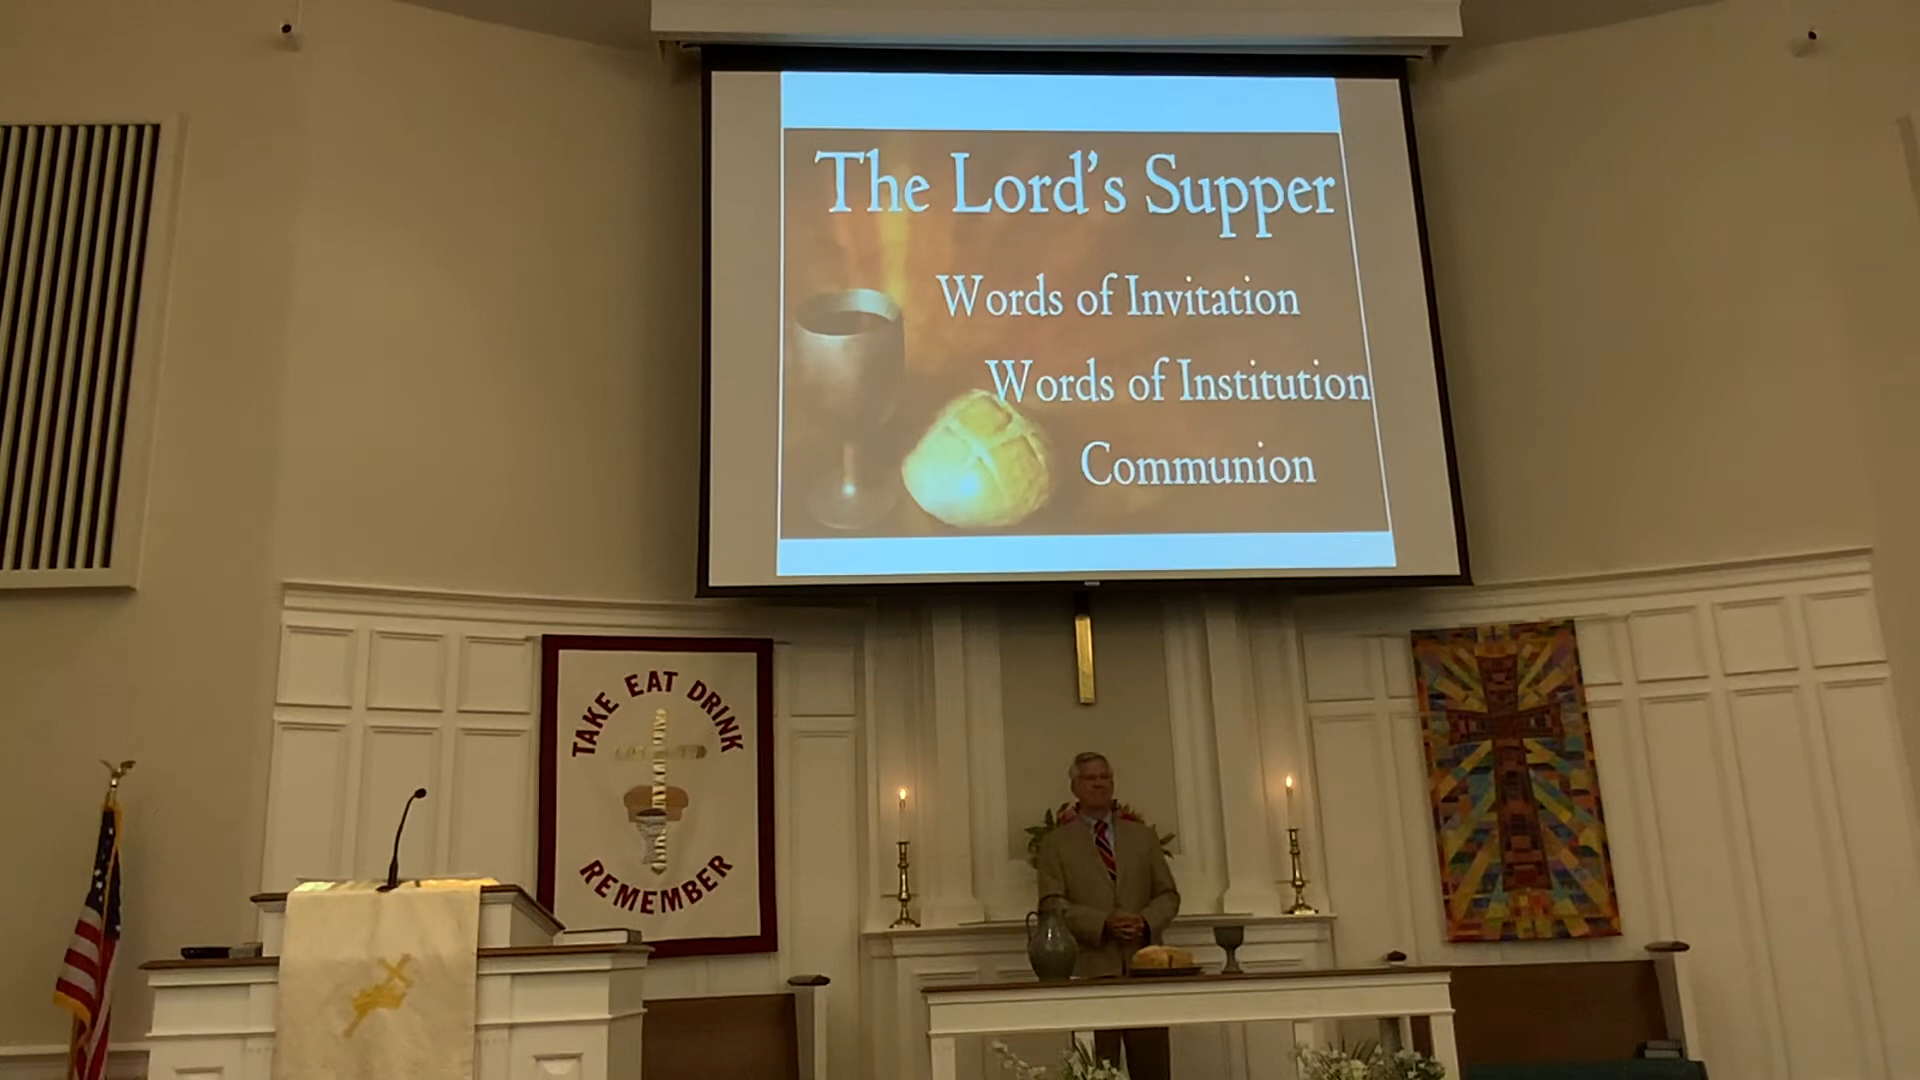 The Lord's Supper
Words of Invitation
Words of Institution
Communion
TAKE EAT DRINK
REMEMBER